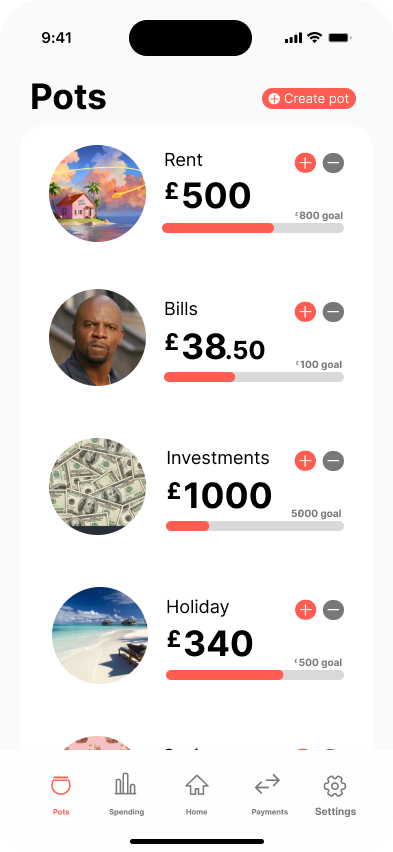 9:41
Pots
Create pot
Rent
£500
£800 goal
Bills
£38.50
£100 goal
Investments
£1000
5000 goal
Holiday
£340
£500 goal
Pots
Spending
Home
Payments
Settings